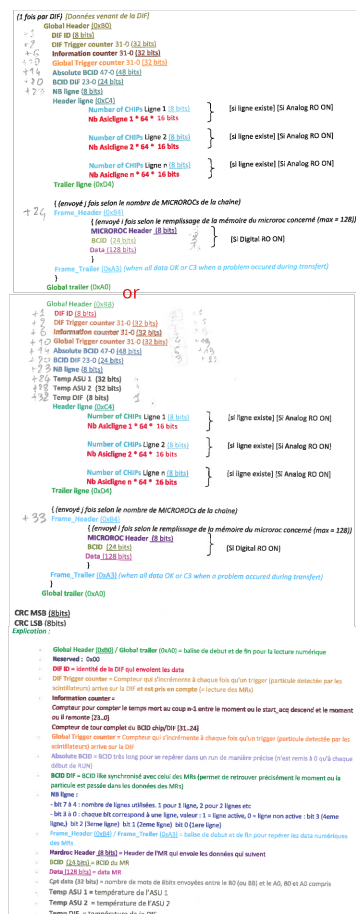 (1 fois par DIF) [Données venant de la DIF]
Global Header (0xB0)
DIF ID (8 bits)
DIF Trigger counter 31-0 (32 bits)
Information counter 31-0 (32 bits)
Global Trigger counter 31-0 (32 bits)
Absolute BCID 47-0 (48 bits)
BCID DIF 23-0 (24 bits)
NB ligne (8 bits)
Header ligne (0xC4)
Number of CHIPs Ligne 1 (8 bits) [si ligne existe] [Si Analog RO ON]
Nb Asicligne 1 * 64 * 16 bits
Number of CHIPs Ligne 2 (8 bits) [si ligne existe] [Si Analog RO ON]
Nb Asicligne 2 * 64 * 16 bits
Number of CHIPs Ligne n (8 bits) [si ligne existe] [Si Analog RO ON]
Nb Asicligne n * 64 * 16 bits
Trailer ligne (0xD4)
{ (envoyé j fois selon le nombre de MICROROCs de la chaîne)
+24 Frame_Header (0xB4)
{ (envoyé i fois selon le remplissage de la mémoire du microroc concerné (max = 128))
MICROROC Header (8 bits)
BCID (24 bits) [Si Digital RO ON]
Data (128 bits)
}
Frame_Trailer (0xA3) (when all data OK or C3 when a problem occured during transfert)
}
Global trailer (0xA0)
or
Global Header (0xBB)
+1 DIF ID (8 bits)
+2 DIF Trigger counter 31-0 (32 bits)
+6 Information counter 31-0 (32 bits)
+10 Global Trigger counter 31-0 (32 bits)
+14 Absolute BCID 47-0 (48 bits)
+20 BCID DIF 23-0 (24 bits)
+23 NB ligne (8 bits)
+24 Temp ASU 1 (32 bits)
+28 Temp ASU 2 (32 bits)
+32 Temp DIF (8 bits)
Header ligne (0xC4)
Number of CHIPs Ligne 1 (8 bits) [si ligne existe] [Si Analog RO ON]
Nb Asicligne 1 * 64 * 16 bits
Number of CHIPs Ligne 2 (8 bits) [si ligne existe] [Si Analog RO ON]
Nb Asicligne 2 * 64 * 16 bits
Number of CHIPs Ligne n (8 bits) [si ligne existe] [Si Analog RO ON]
Nb Asicligne n * 64 * 16 bits
Trailer ligne (0xD4)
{ (envoyé j fois selon le nombre de MICROROCs de la chaîne)
+33 Frame_Header (0xB4)
{ (envoyé i fois selon le remplissage de la mémoire du microroc concerné (max = 128))
MICROROC Header (8 bits)
BCID (24 bits) [Si Digital RO ON]
Data (128 bits)
}
Frame_Trailer (0xA3) (when all data OK or C3 when a problem occured during transfert)
}
Global trailer (0xA0)
CRC MSB (8bits)
CRC LSB (8bits)
Explication :
Global Header (0xB0) / Global trailer (0xA0) = balise de debut et de fin pour la lecture numérique
Reserved : 0x00
DIF ID = identité de la DIF qui envoient les data
DIF Trigger counter = Compteur qui s'incrémente à chaque fois qu'un trigger (particule detectée par les
scintillateurs) arrive sur la DIF et est pris en compte (= lecture des MRs)
Information counter =
Compteur pour compter le temps mort au coup n-1 entre le moment ou le start_acq descend et le moment
ou il remonte [23..0]
Compteur de tour complet du BCID chip/DIF [31..24]
Global Trigger counter = Compteur qui s'incrémente à chaque fois qu'un trigger (particule detectée par les
scintillateurs) arrive sur la DIF
Absolute BCID = BCID très long pour se repérer dans un run de manière précise (n'est remis à 0 qu'à chaque
début de RUN)
BCID DIF = BCID like synchronisé avec celui des MRs (permet de retrouver précisément le moment ou la
particule est passée dans les données des MRs)
NB ligne :
- bit 7 à 4 : nombre de lignes utilisées. 1 pour 1 ligne, 2 pour 2 lignes etc
- bit 3 à 0 : chaque bit correspond à une ligne, valeur : 1 = ligne active, 0 = ligne non active : bit 3 (4eme
ligne,) bit 2 (3eme ligne) bit 1 (2eme ligne) bit 0 (1ere ligne)
Frame_Header (0xB4) / Frame_Trailer (0xA3) = balise de debut et de fin pour repérer les data numériques
des MRs
Hardroc Header (8 bits) = Header de l'MR qui envoie les données qui suivent
BCID (24 bits) = BCID du MR
Data (128 bits) = data MR
Cpt data (32 bits) = nombre de mots de 8bits envoyées entre le B0 (ou BB) et le A0, B0 et A0 compris
Temp ASU 1 = température de l'ASU 1
Temp ASU 2 = température de l'ASU 2